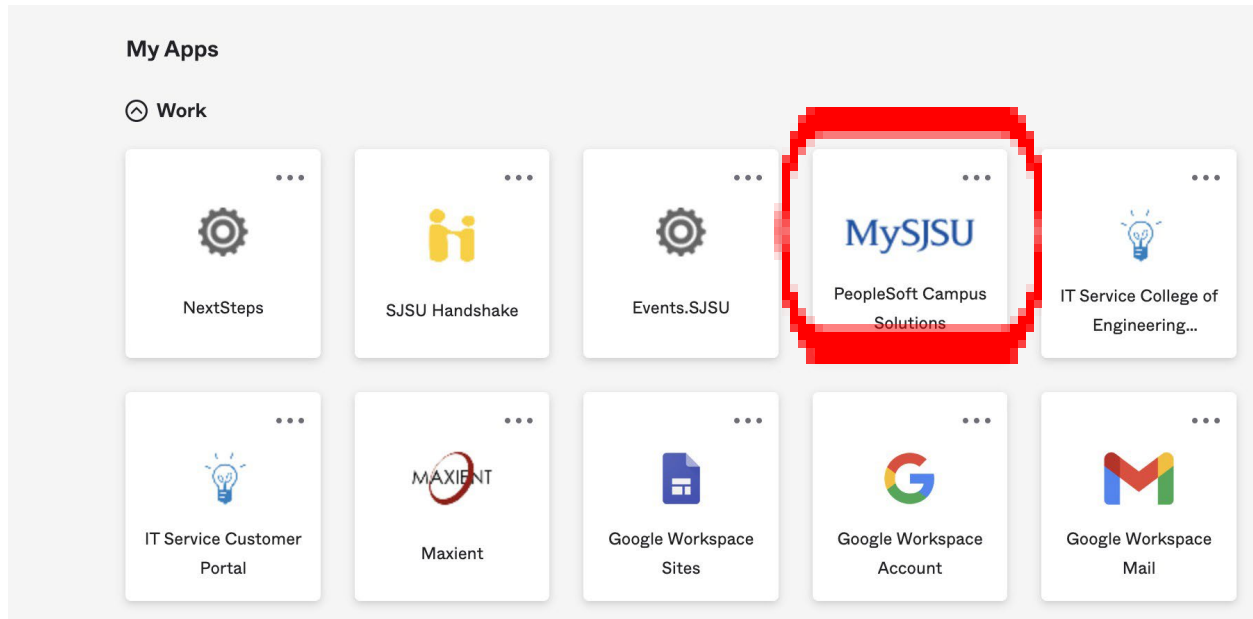 My Apps
Work
NextSteps
SJSU Handshake
Events.SJSU
MySJSU
PeopleSoft Campus
Solutions
IT Service College of
Engineering...
IT Service Customer
Portal
MAXIENT
Maxient
Google Workspace
Sites
Google Workspace
Account
Google Workspace
Mail